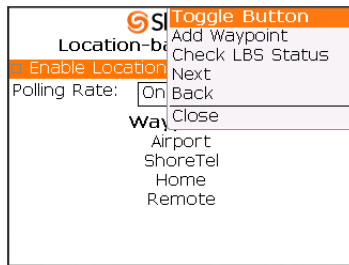 S
Toggle Button
Location-ba
Add Waypoint
Check LBS Status
Enable Location
Next
Polling Rate: On
Back
Close
Way
Airport
ShoreTel
Home
Remote